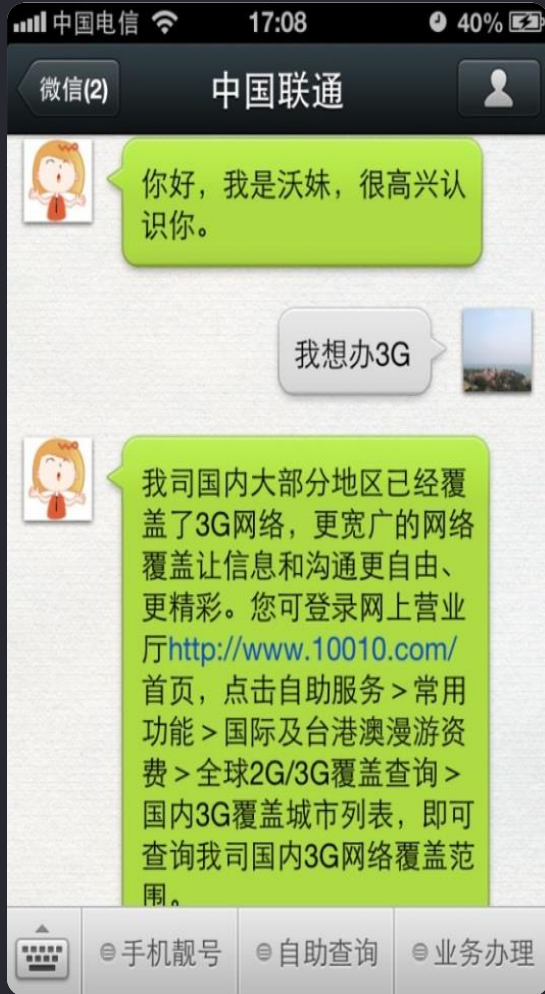 中国电信 17:08 40%
微信(2) 中国联通
你好，我是沃妹，很高兴认
识你。
我想办3G
我司国内大部分地区已经覆
盖了3G网络，更宽广的网络
覆盖让信息和沟通更自由、
更精彩。您可登录网上营业
厅http://www.10010.com/
首页，点击自助服务＞常用
功能＞国际及台港澳漫游资
费＞全球2G/3G覆盖查询＞
国内3G覆盖城市列表，即可
查询我司国内3G网络覆盖范
围。
手机靓号 自助查询 业务办理